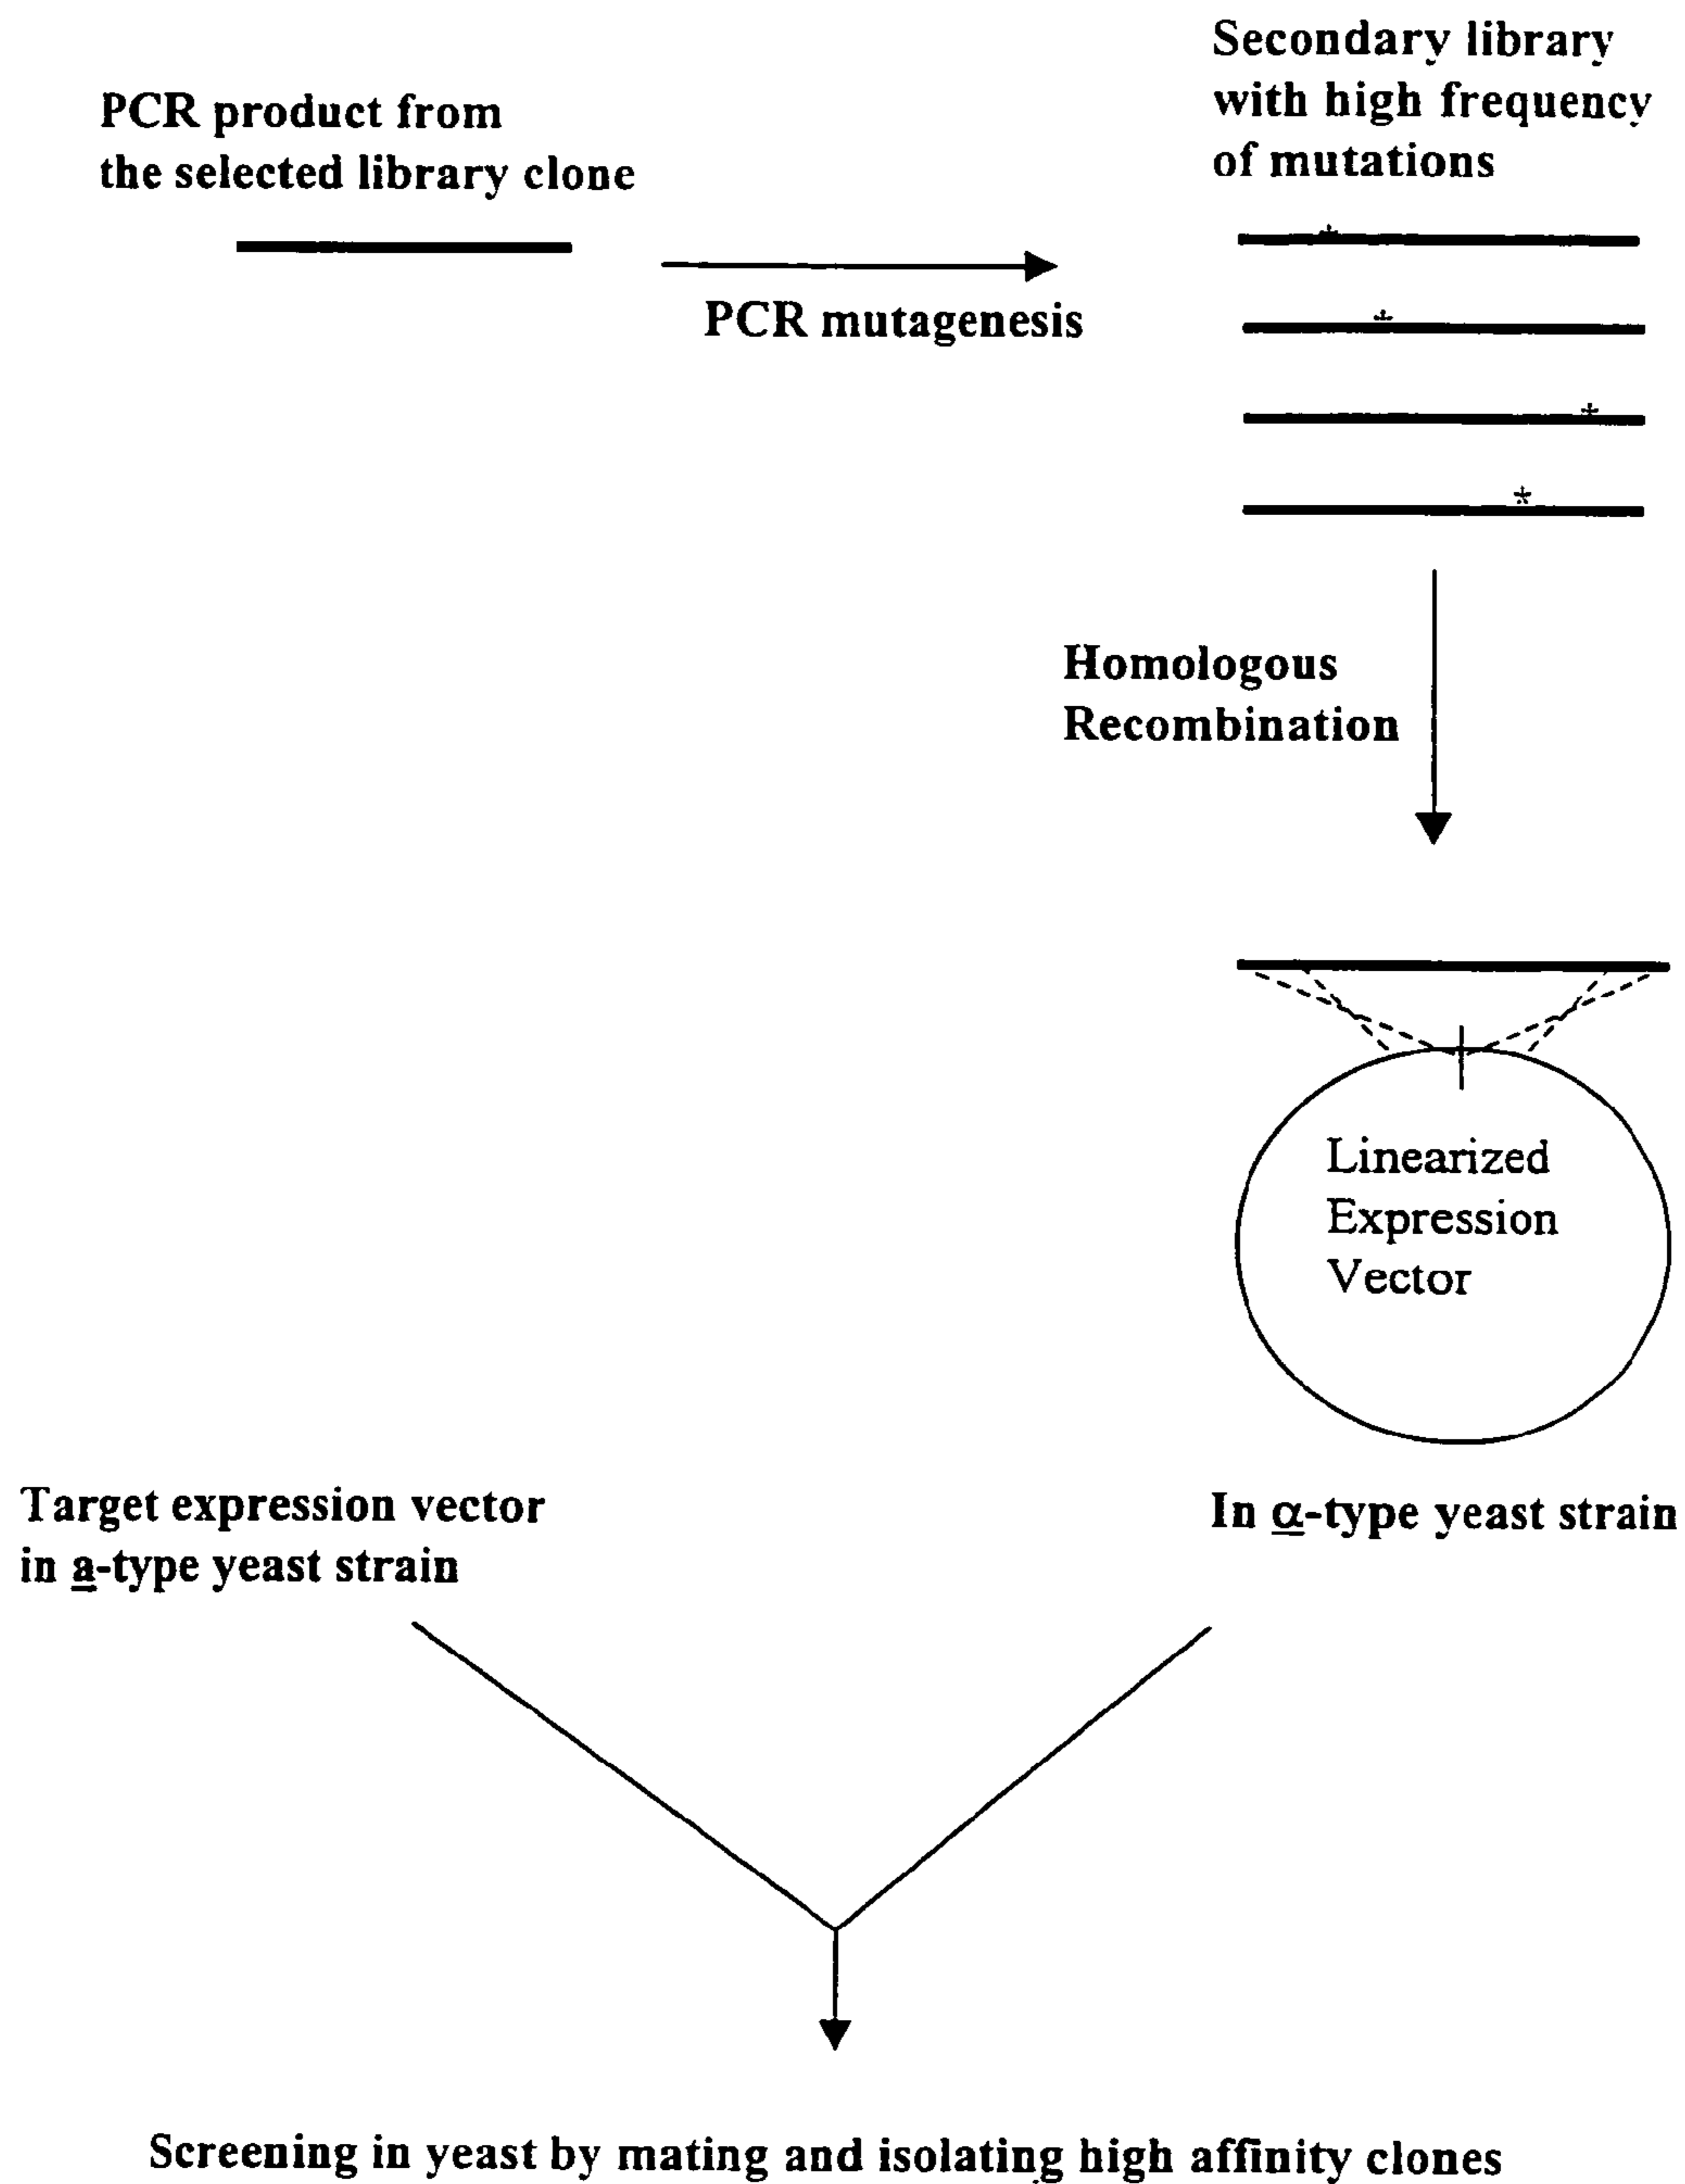 PCR product from
the selected library clone
PCR mutagenesis
Secondary library
with high frequency
of mutations
Homologous
Recombination
Linearized
Expression
Vector
In α-type yeast strain
Target expression vector
in a-type yeast strain
Screening in yeast by mating and isolating high affinity clones